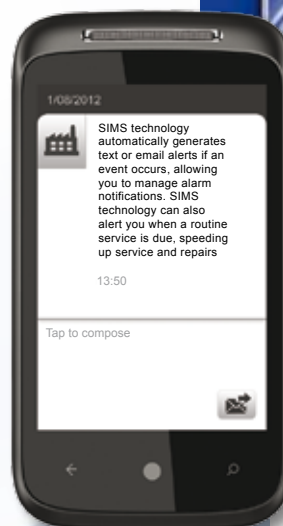 1/08/2012
SIMS technology
automatically generates
text or email alerts if an
event occurs, allowing
you to manage alarm
notifications. SIMS
technology can also
alert you when a routine
service is due, speeding
up service and repairs
13:50
Tap to compose